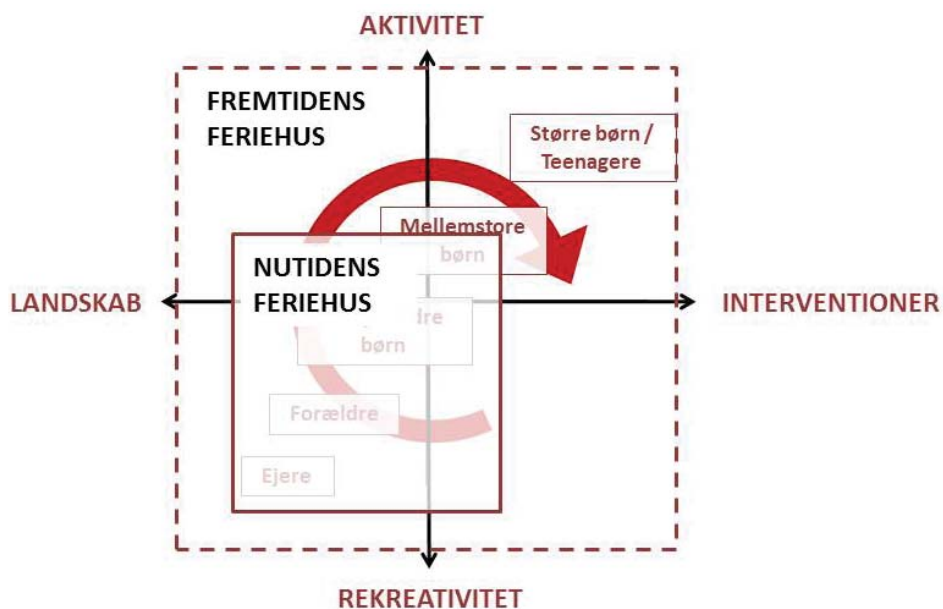 AKTIVITET
FREMTIDENS
FERIEHUS
Større børn /
Teenagere
Mellemstore
børn
NUTIDENS
FERIEHUS
LANDSKAB
INTERVENTIONER
børn
Forældre
Ejere
REKREATIVITET